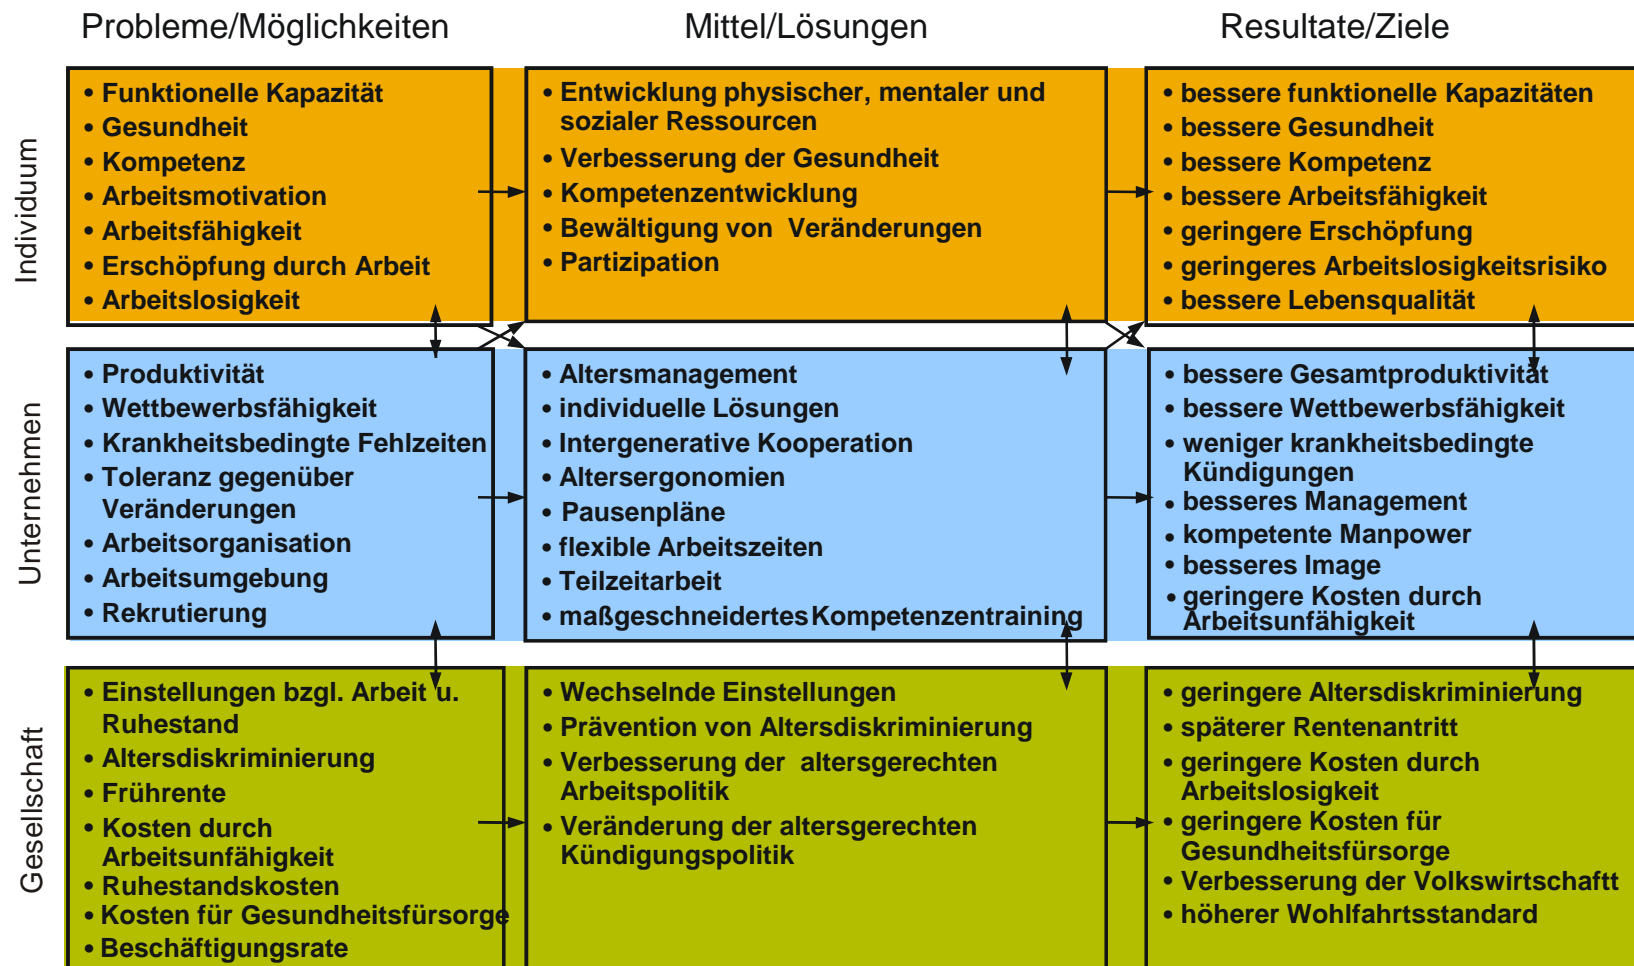 Probleme/Möglichkeiten
Mittel/Lösungen
Resultate/Ziele
Individuum
• Funktionelle Kapazität
• Gesundheit
• Kompetenz
• Arbeitsmotivation
• Arbeitsfähigkeit
• Erschöpfung durch Arbeit
• Arbeitslosigkeit
• Entwicklung physischer, mentaler und
sozialer Ressourcen
• Verbesserung der Gesundheit
• Kompetenzentwicklung
• Bewältigung von Veränderungen
• Partizipation
• bessere funktionelle Kapazitäten
• bessere Gesundheit
• bessere Kompetenz
• bessere Arbeitsfähigkeit
• geringere Erschöpfung
• geringeres Arbeitslosigkeitsrisiko
• bessere Lebensqualität
Unternehmen
• Produktivität
• Wettbewerbsfähigkeit
• Krankheitsbedingte Fehlzeiten
• Toleranz gegenüber
Veränderungen
• Arbeitsorganisation
• Arbeitsumgebung
• Rekrutierung
• Altersmanagement
• individuelle Lösungen
• Intergenerative Kooperation
• Altersergonomien
• Pausenpläne
• flexible Arbeitszeiten
• Teilzeitarbeit
• maßgeschneidertes Kompetenzentraining
• bessere Gesamtproduktivität
• bessere Wettbewerbsfähigkeit
• weniger krankheitsbedingte
Kündigungen
• besseres Management
• kompetente Manpower
• besseres Image
• geringere Kosten durch
Arbeitsunfähigkeit
Gesellschaft
• Einstellungen bzgl. Arbeit u.
Ruhestand
• Altersdiskriminierung
• Frührente
• Kosten durch
Arbeitsunfähigkeit
• Ruhestandskosten
• Kosten für Gesundheitsfürsorge
• Beschäftigungsrate
• Wechselnde Einstellungen
• Prävention von Altersdiskriminierung
• Verbesserung der altersgerechten
Arbeitspolitik
• Veränderung der altersgerechten
Kündigungspolitik
• geringere Altersdiskriminierung
• späterer Rentenantritt
• geringere Kosten durch
Arbeitslosigkeit
• geringere Kosten für
Gesundheitsfürsorge
• Verbesserung der Volkswirtschaftt
• höherer Wohlfahrtsstandard